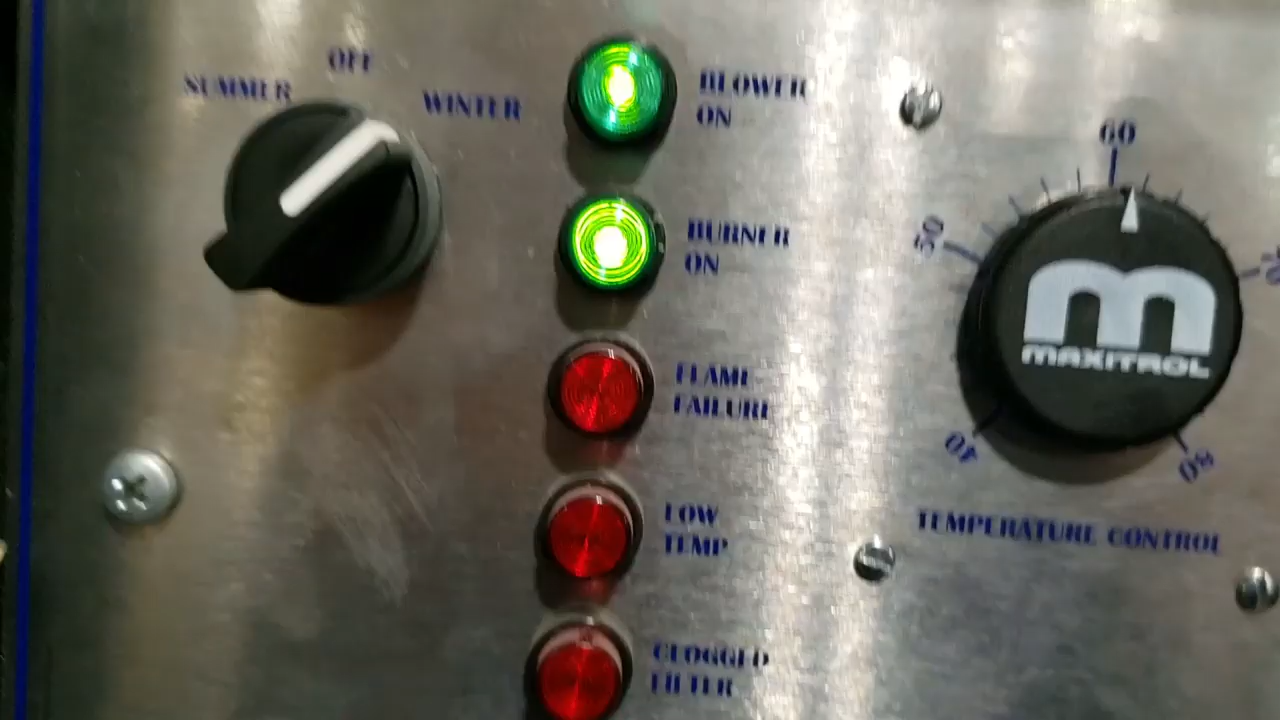 OFF
SUMMER
WINTER
BLOWER
ON
BURNER
ON
FLAME
FAILURE
LOW
TEMP
CLOGGED
FILTER
60
50
70
40
80
MAXITROL
TEMPERATURE CONTROL